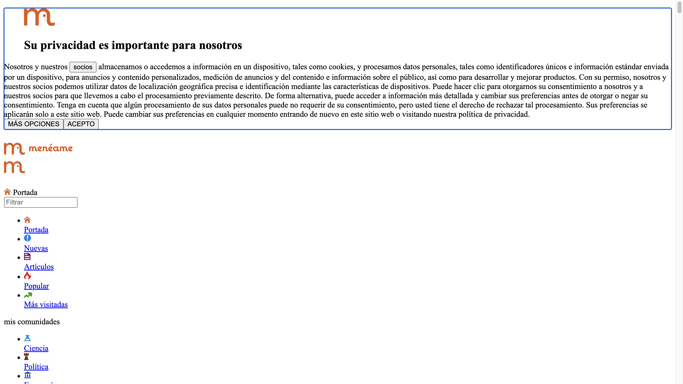 Su privacidad es importante para nosotros
Nosotros y nuestros socios almacenamos o accedemos a información en un dispositivo, tales como cookies, y procesamos datos personales, tales como identificadores únicos e información estándar enviada
por un dispositivo, para anuncios y contenido personalizados, medición de anuncios y del contenido e información sobre el público, así como para desarrollar y mejorar productos. Con su permiso, nosotros y
nuestros socios podemos utilizar datos de localización geográfica precisa e identificación mediante las características de dispositivos. Puede hacer clic para otorgarnos su consentimiento a nosotros y a
nuestros socios para que llevemos a cabo el procesamiento previamente descrito. De forma alternativa, puede acceder a información más detallada y cambiar sus preferencias antes de otorgar o negar su
consentimiento. Tenga en cuenta que algún procesamiento de sus datos personales puede no requerir de su consentimiento, pero usted tiene el derecho de rechazar tal procesamiento. Sus preferencias se
aplicarán solo a este sitio web. Puede cambiar sus preferencias en cualquier momento entrando de nuevo en este sitio web o visitando nuestra política de privacidad.
MÁS OPCIONES ACEPTO
menéame
Portada
Filtrar
Portada
Nuevas
Artículos
Popular
Más visitadas
mis comunidades
Ciencia
Política